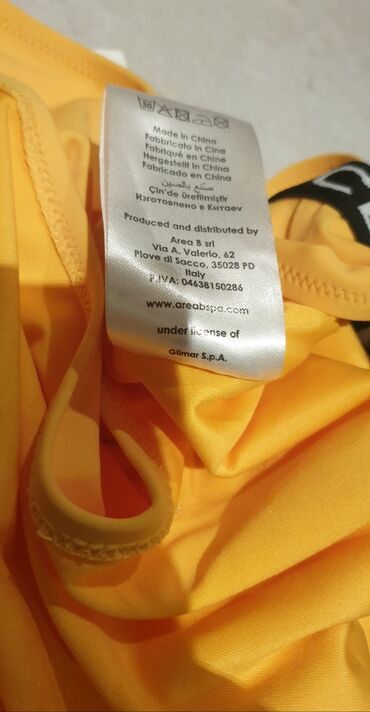 Made in China
Fabbricato in Cina
Fabriqué en Chine
Hergestellt in China
Fabricado en China
صنع بالصين
Çin'de üretilmiştir
Изготовлено в Китаеv
Produced and distributed by
Area B srl
Via A. Valerio, 62
Piove di Sacco, 35028 PD
Italy
P.IVA: 04638150286
www.areabspa.com
under license of
Gilmar S.p.A.